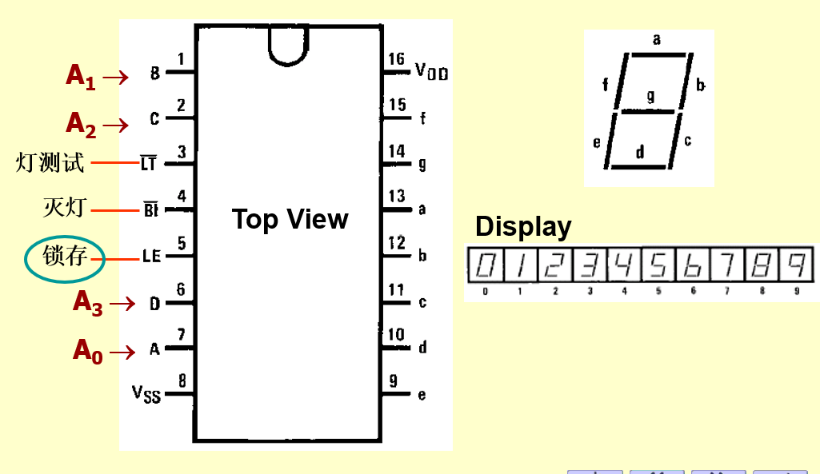 A₁ → B 1
A₂ → C 2
灯测试 L̅T̅ 3
灭灯 B̅I̅ 4
锁存 LE 5
A₃ → D 6
A₀ → A 7
VSS 8
Top View
16 VDD
15 f
14 g
13 a
12 b
11 c
10 d
9 e
a
f b
g
e c
d
Display
0 1 2 3 4 5 6 7 8 9
0 1 2 3 4 5 6 7 8 9